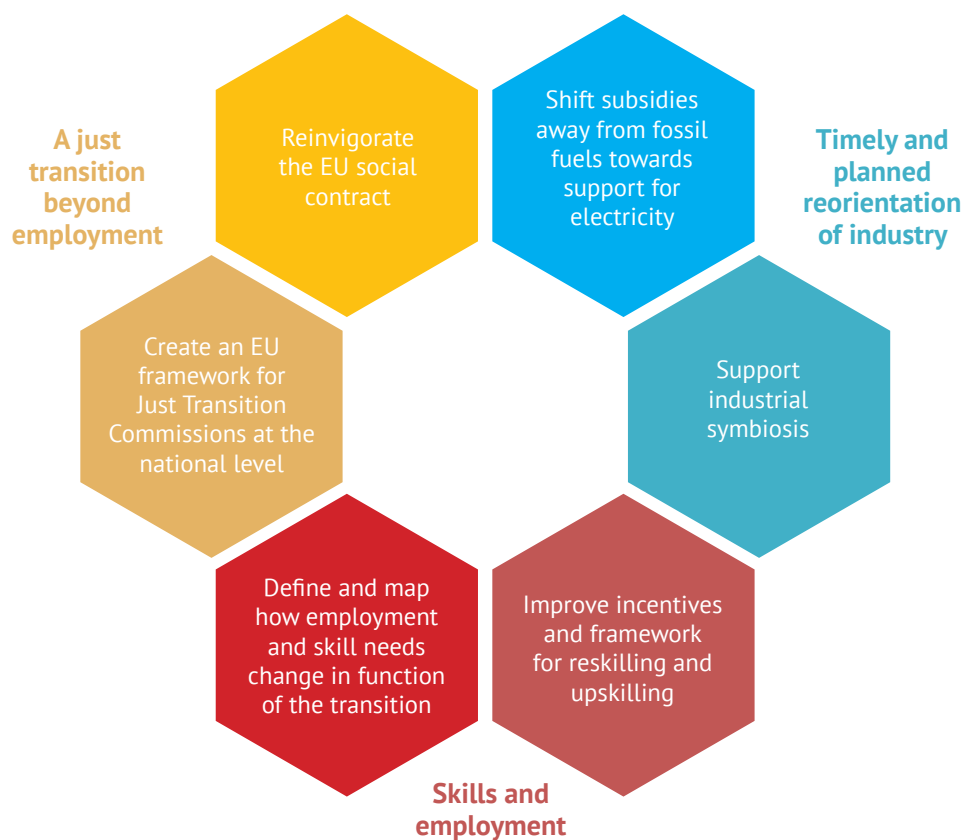 A just
transition
beyond
employment
Reinvigorate
the EU social
contract
Shift subsidies
away from fossil
fuels towards
support for
electricity
Timely and
planned
reorientation
of industry
Create an EU
framework for
Just Transition
Commissions at the
national level
Support
industrial
symbiosis
Define and map
how employment
and skill needs
change in function
of the transition
Improve incentives
and framework
for reskilling and
upskilling
Skills and
employment